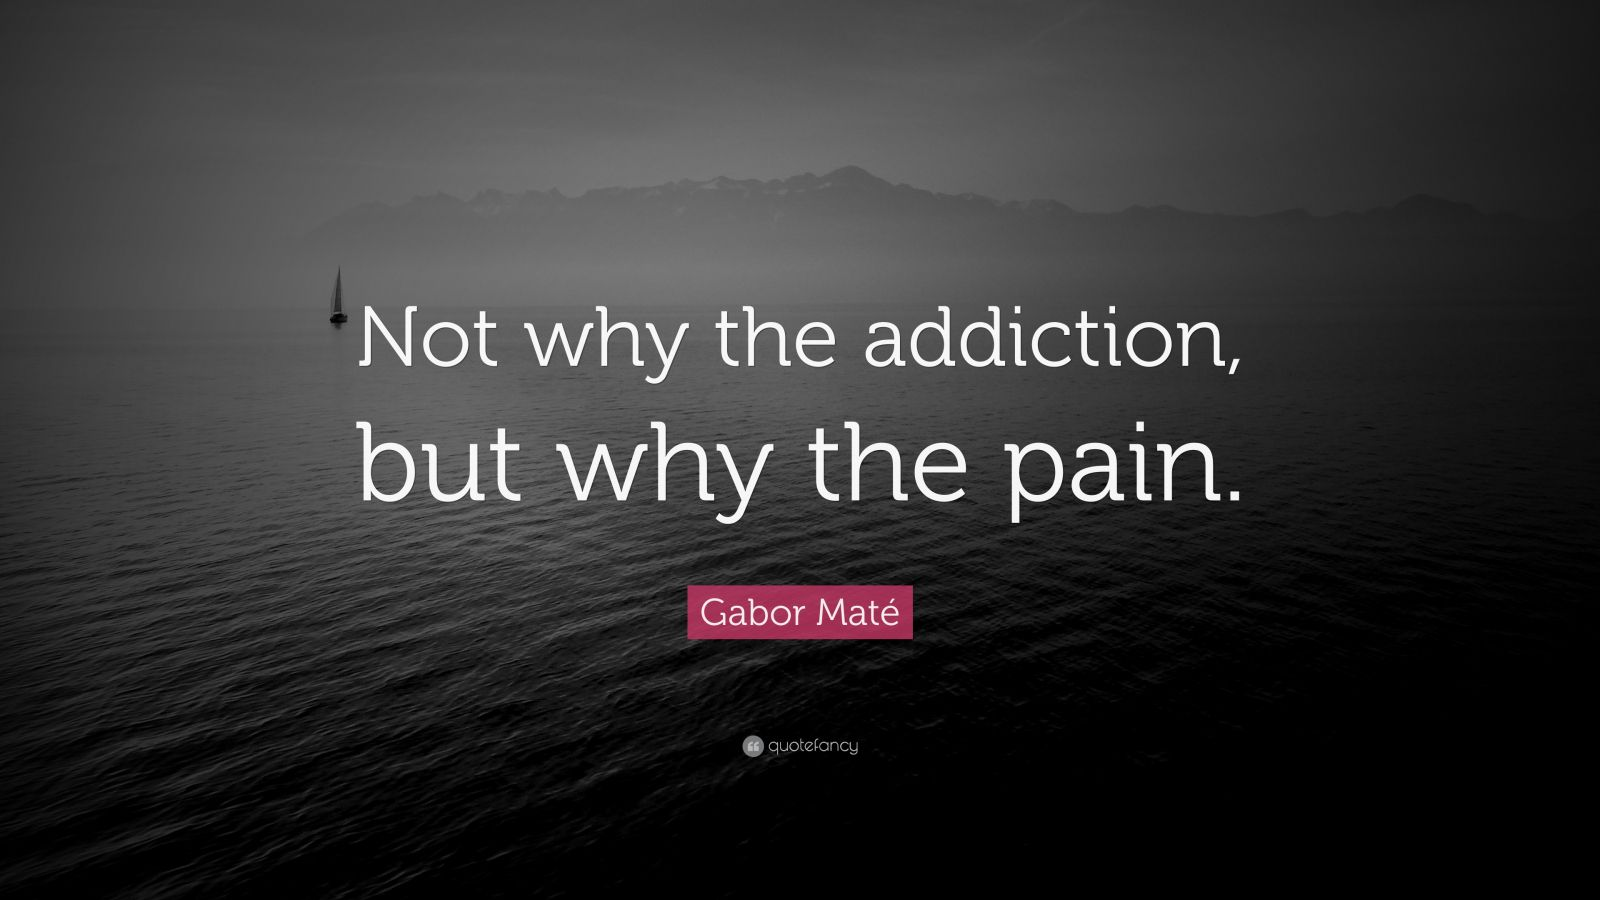 Not why the addiction,
but why the pain.
Gabor Maté
quotefancy